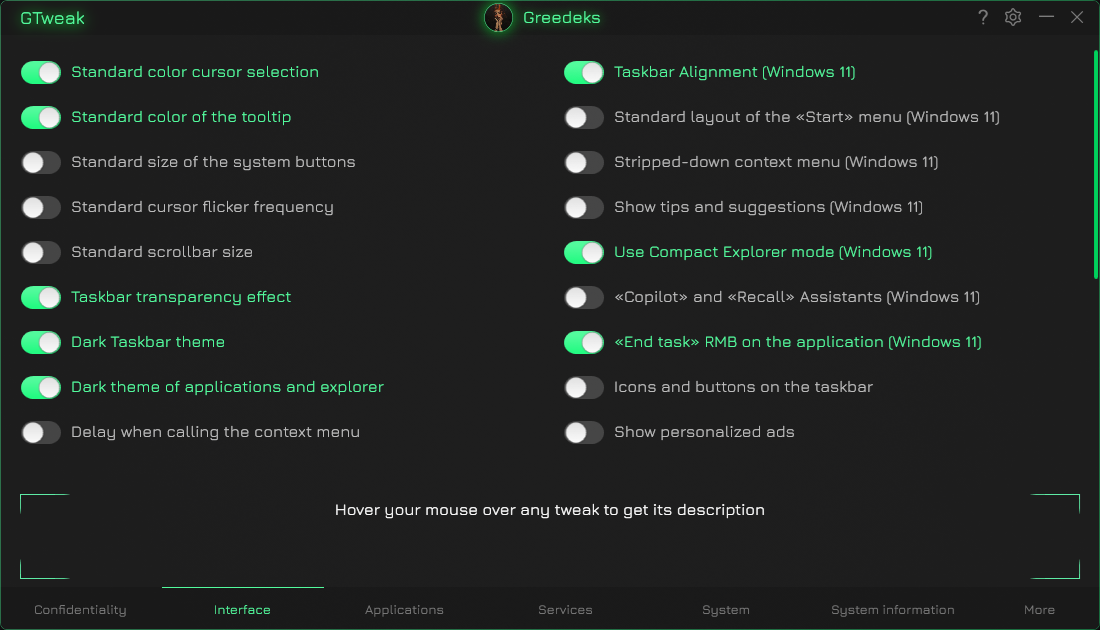 GTweak
Greedeks
?
Standard color cursor selection
Standard color of the tooltip
Standard size of the system buttons
Standard cursor flicker frequency
Standard scrollbar size
Taskbar transparency effect
Dark Taskbar theme
Dark theme of applications and explorer
Delay when calling the context menu
Taskbar Alignment (Windows 11)
Standard layout of the «Start» menu (Windows 11)
Stripped-down context menu (Windows 11)
Show tips and suggestions (Windows 11)
Use Compact Explorer mode (Windows 11)
«Copilot» and «Recall» Assistants (Windows 11)
«End task» RMB on the application (Windows 11)
Icons and buttons on the taskbar
Show personalized ads
Hover your mouse over any tweak to get its description
Confidentiality
Interface
Applications
Services
System
System information
More